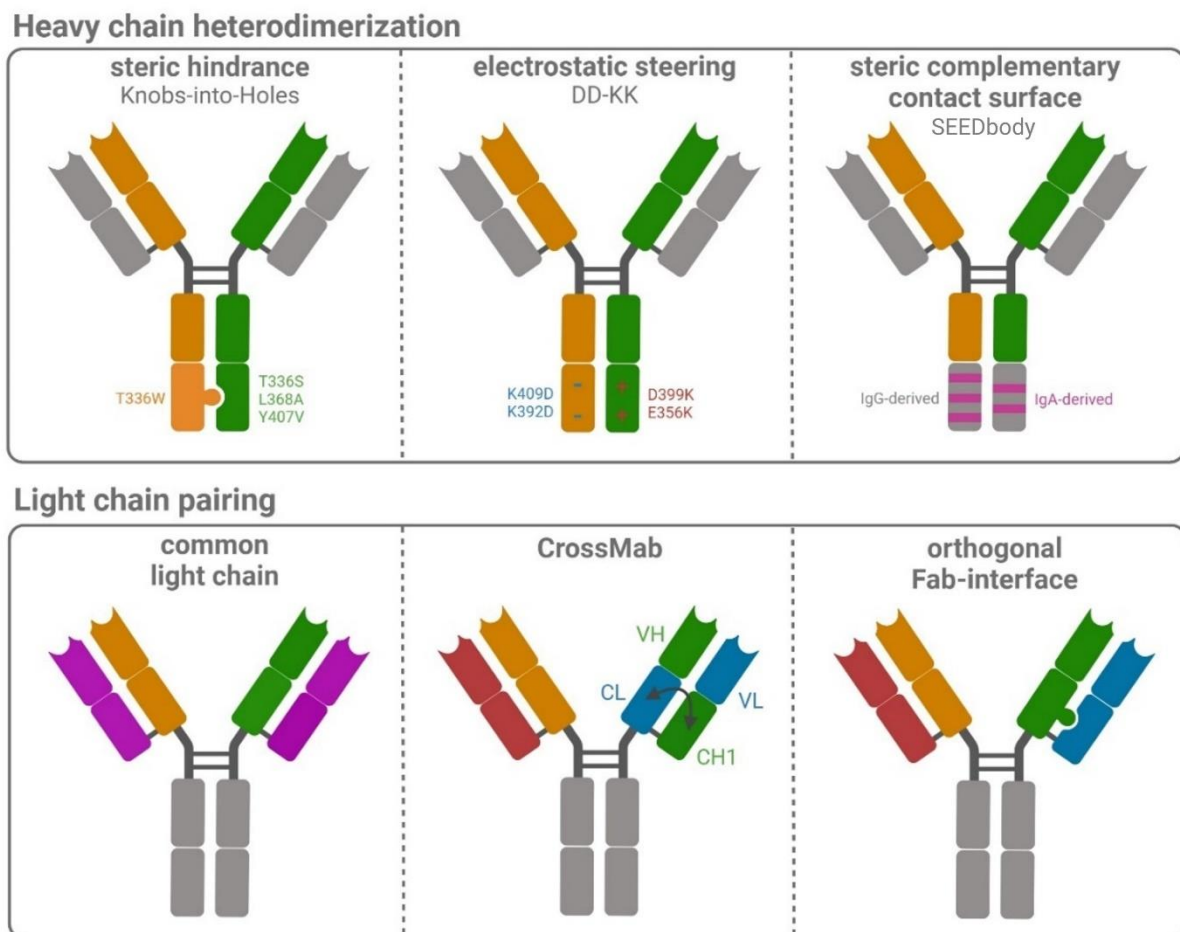 Heavy chain heterodimerization
steric hindrance
Knobs-into-Holes
T336W
T336S
L368A
Y407V
electrostatic steering
DD-KK
K409D
K392D
-
-
+
+
D399K
E356K
steric complementary
contact surface
SEEDbody
IgG-derived
IgA-derived
Light chain pairing
common
light chain
CrossMab
VH
CL
VL
CH1
orthogonal
Fab-interface